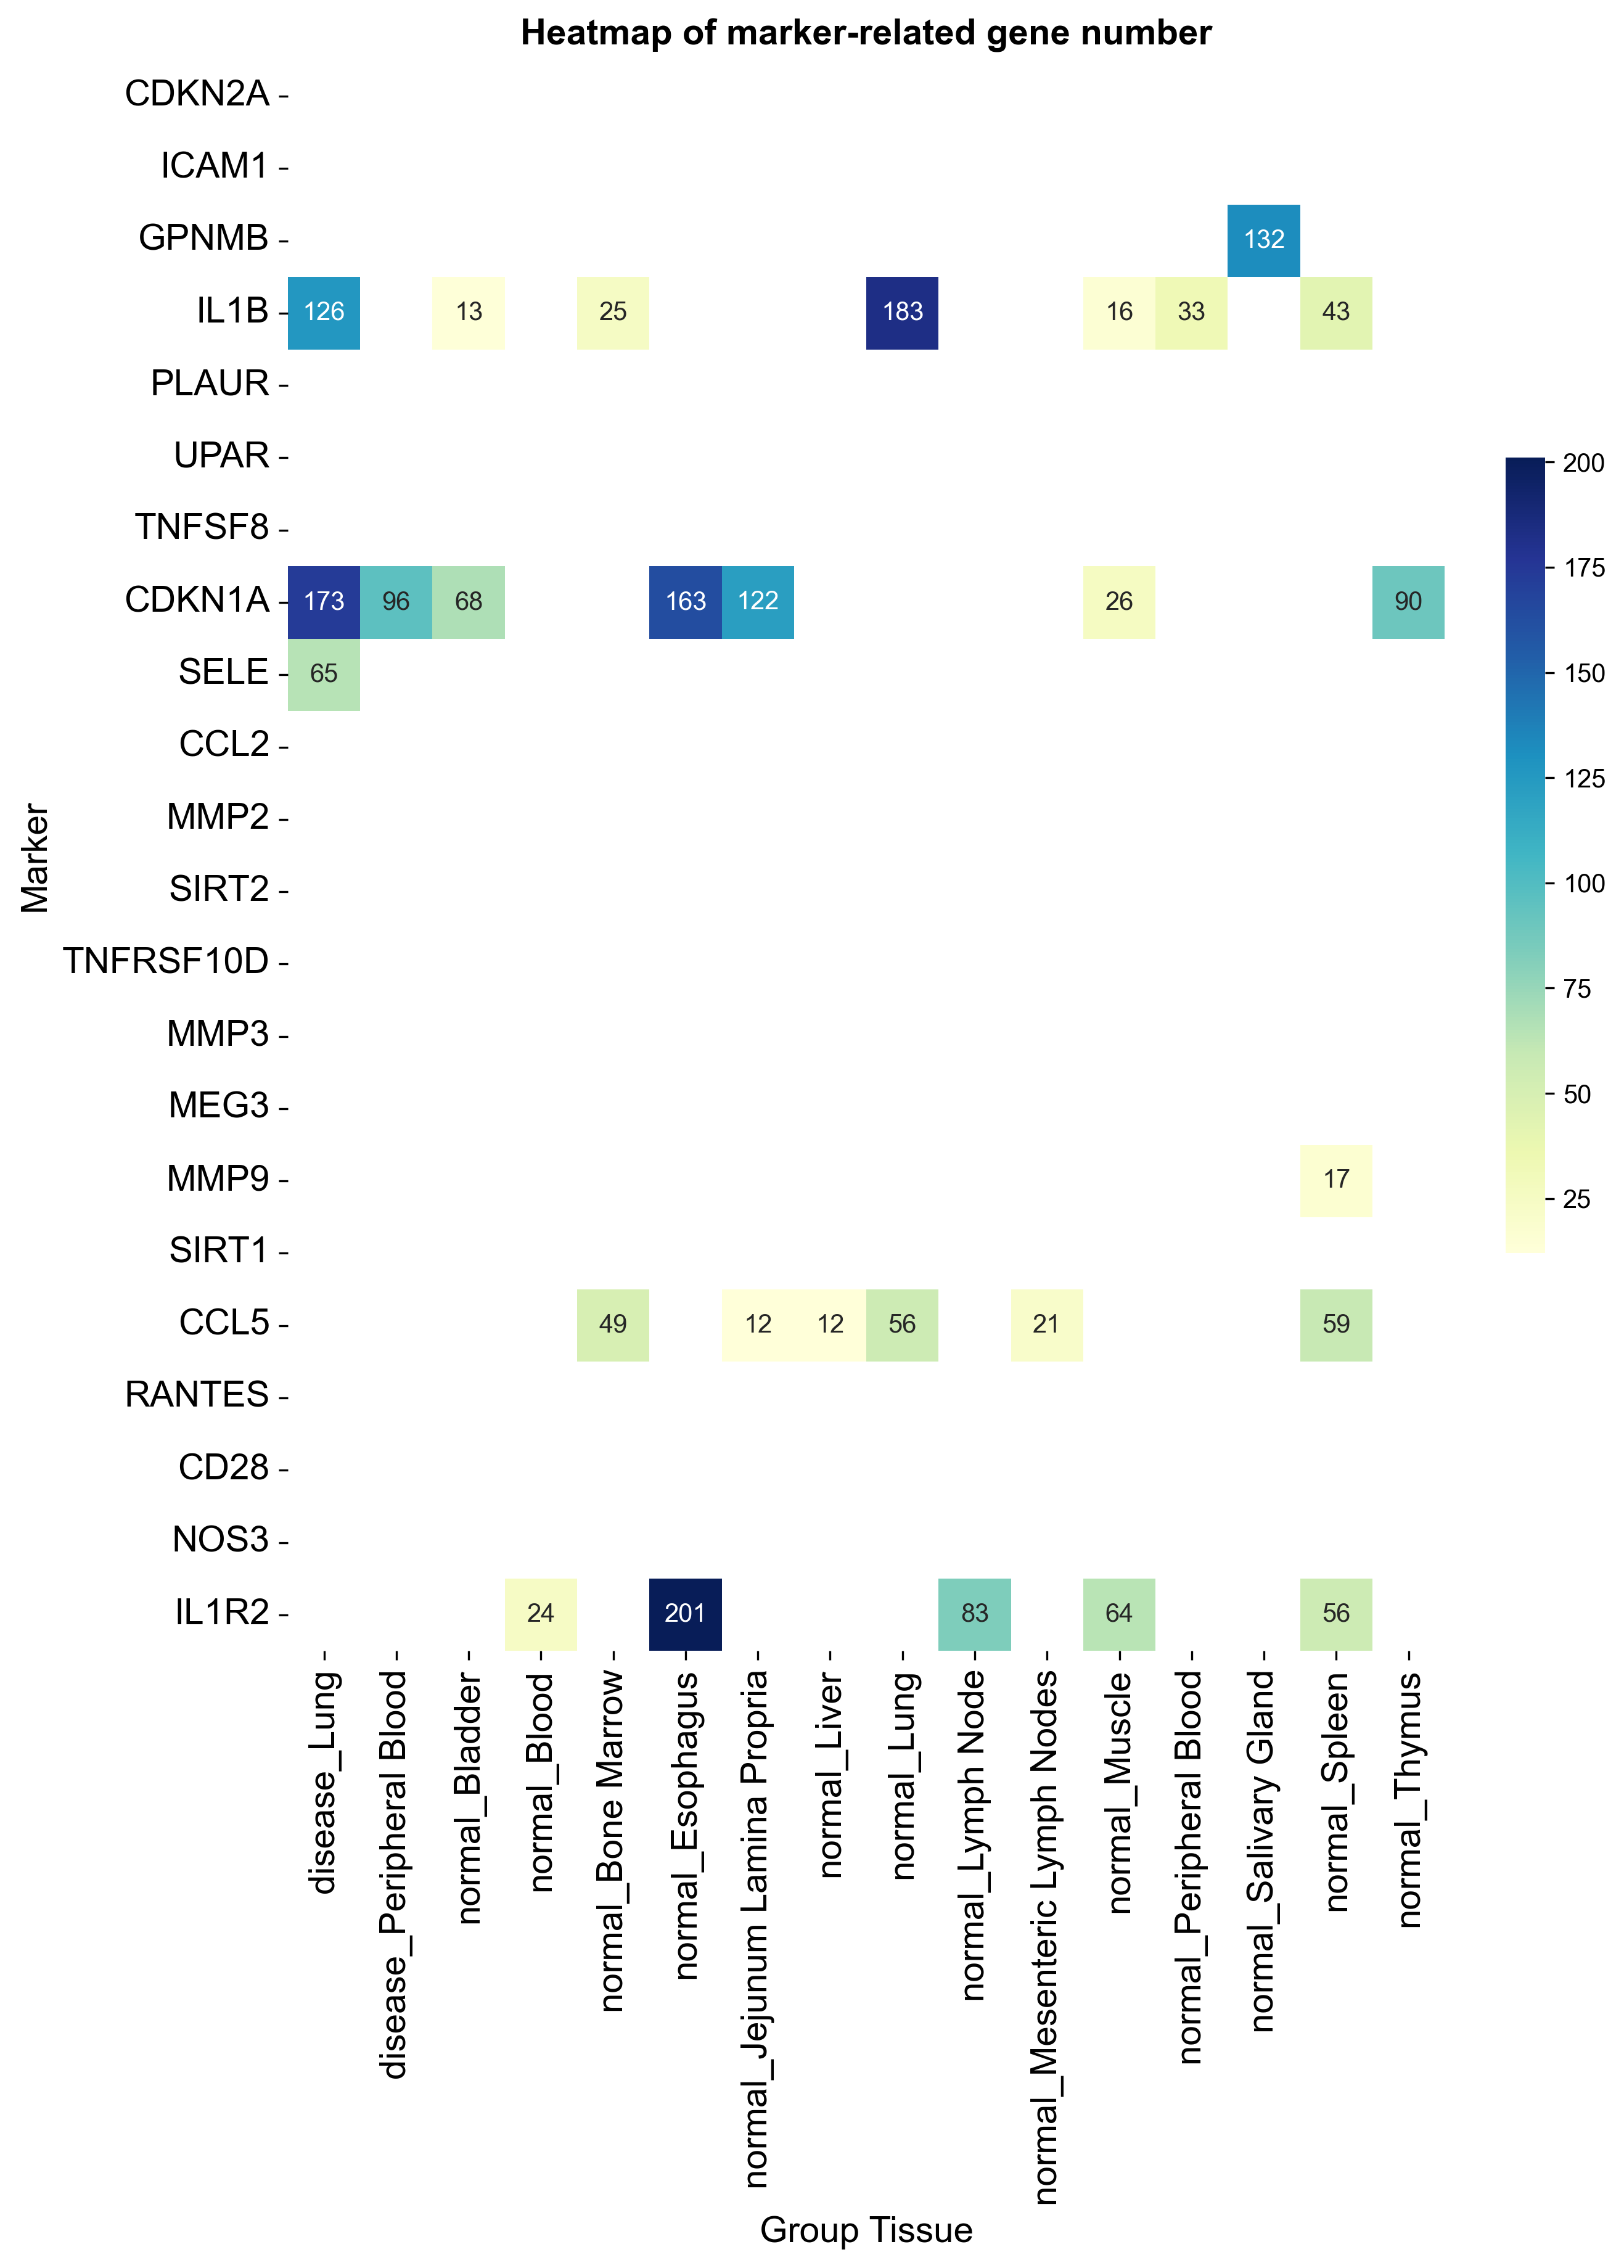 Heatmap of marker-related gene number
Marker
CDKN2A
ICAM1
GPNMB
132
IL1B
126 13 25 183 16 33 43
PLAUR
UPAR
TNFSF8
CDKN1A
173 96 68 163 122 26 90
SELE
65
CCL2
MMP2
SIRT2
TNFRSF10D
MMP3
MEG3
MMP9
17
SIRT1
CCL5
49 12 12 56 21 59
RANTES
CD28
NOS3
IL1R2
24 201 83 64 56
disease_Lung
disease_Peripheral Blood
normal_Bladder
normal_Blood
normal_Bone Marrow
normal_Esophagus
normal_Jejunum Lamina Propria
normal_Liver
normal_Lung
normal_Lymph Node
normal_Mesenteric Lymph Nodes
normal_Muscle
normal_Peripheral Blood
normal_Salivary Gland
normal_Spleen
normal_Thymus
Group Tissue
200
175
150
125
100
75
50
25